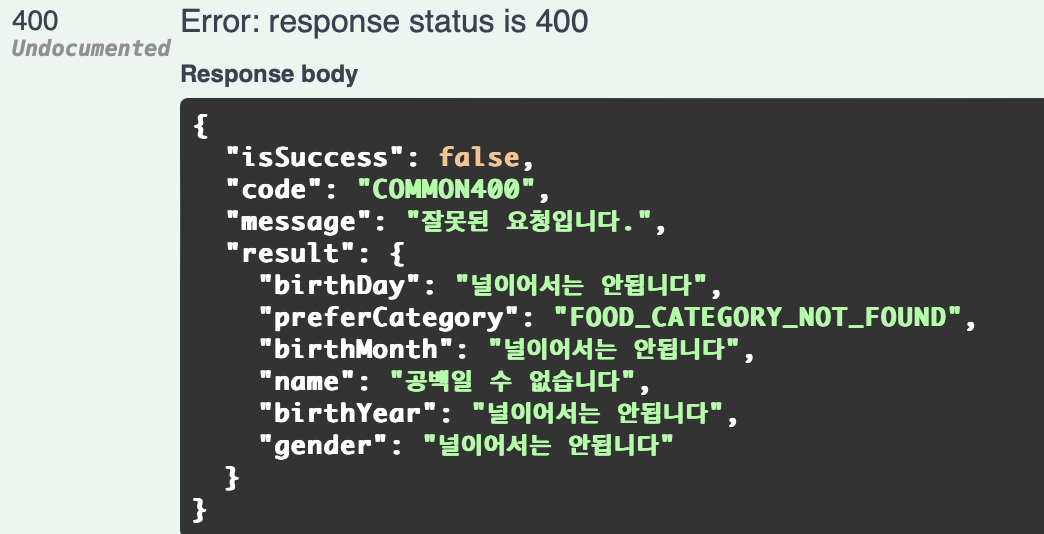 400
Undocumented
Error: response status is 400
Response body
{
  "isSuccess": false,
  "code": "COMMON400",
  "message": "잘못된 요청입니다.",
  "result": {
    "birthDay": "널이어서는 안됩니다",
    "preferCategory": "FOOD_CATEGORY_NOT_FOUND",
    "birthMonth": "널이어서는 안됩니다",
    "name": "공백일 수 없습니다",
    "birthYear": "널이어서는 안됩니다",
    "gender": "널이어서는 안됩니다"
  }
}